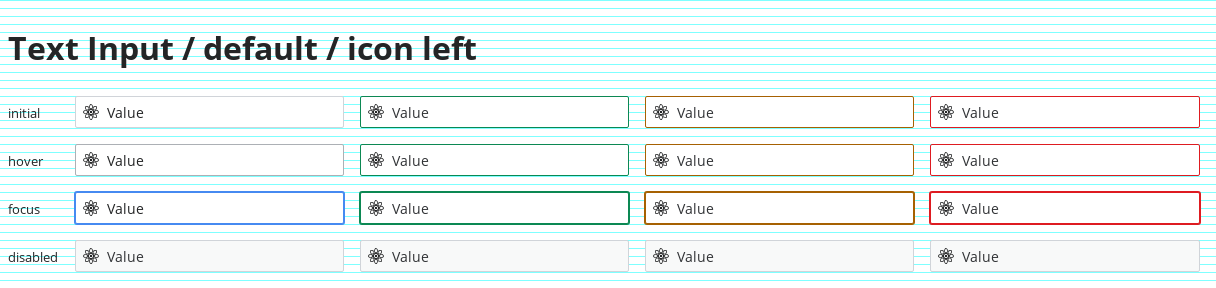 Text Input / default / icon left
initial Value Value Value Value
hover Value Value Value Value
focus Value Value Value Value
disabled Value Value Value Value